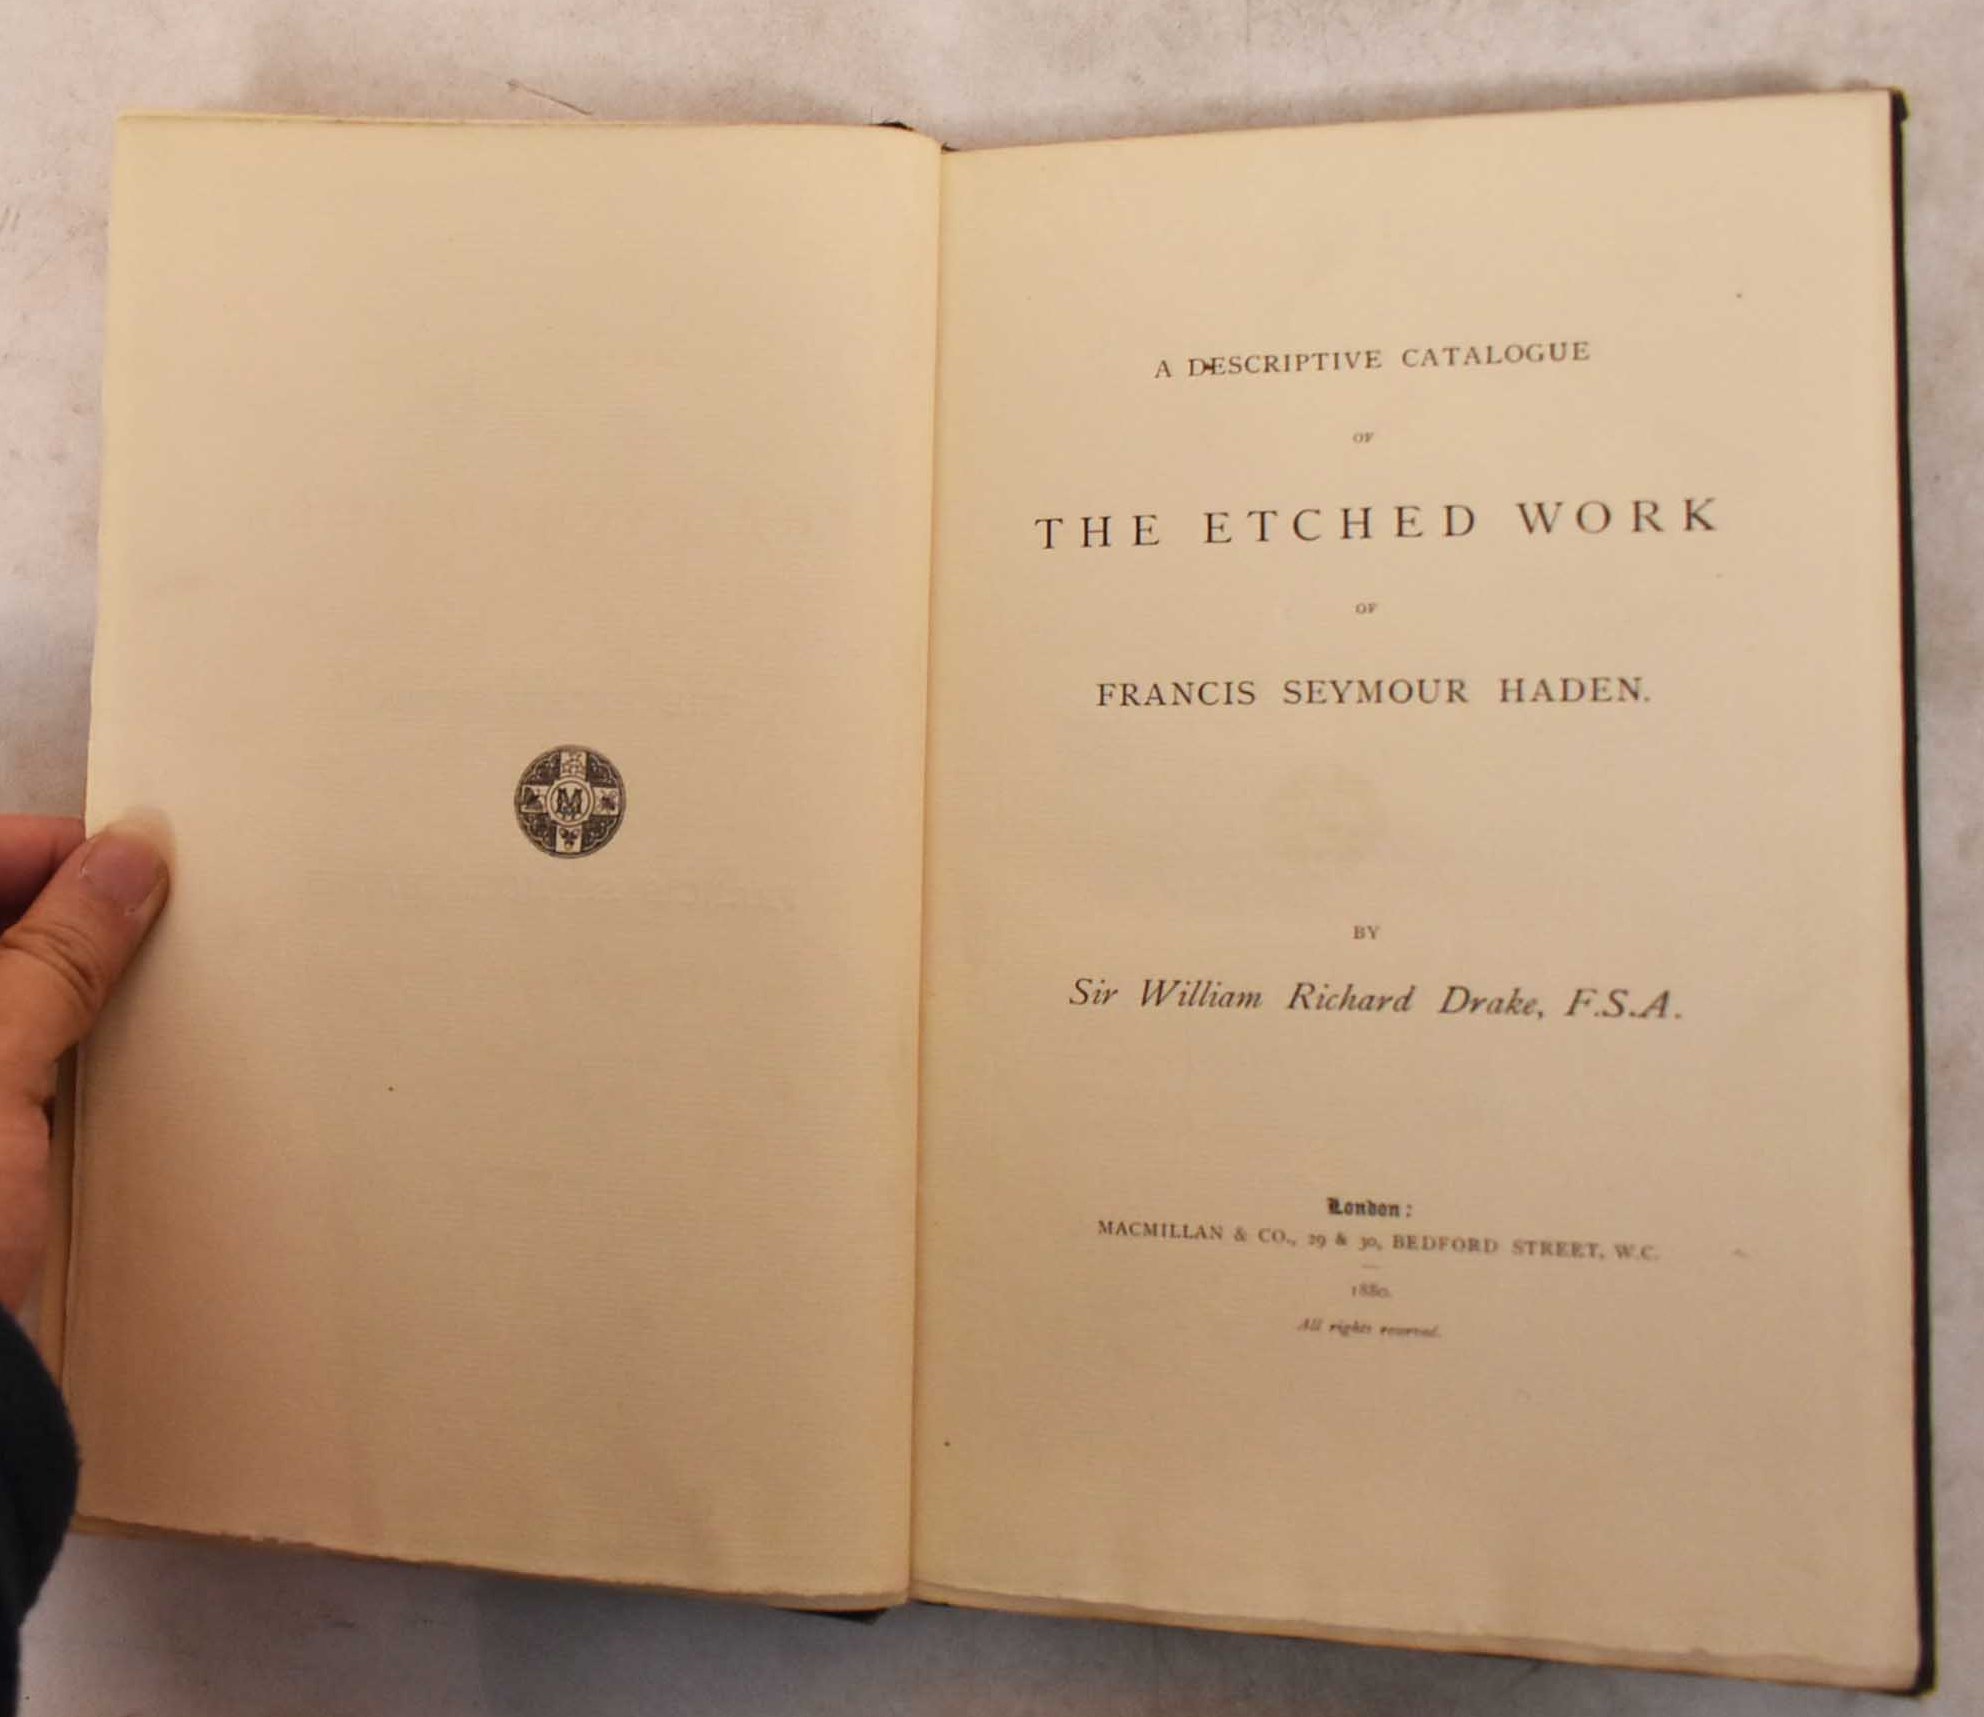 M
A DESCRIPTIVE CATALOGUE
OF
THE ETCHED WORK
OF
FRANCIS SEYMOUR HADEN.
BY
Sir William Richard Drake, F.S.A.
London:
MACMILLAN & CO., 29 & 30, BEDFORD STREET, W.C.
1880.
All rights reserved.